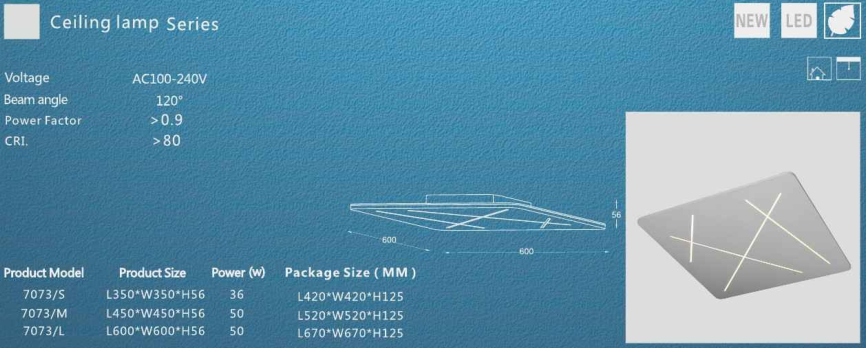 Ceiling lamp Series
NEW LED
Voltage AC100-240V
Beam angle 120°
Power Factor >0.9
CRI. >80
56
600
600
Product Model Product Size Power (w) Package Size ( MM )
7073/S L350*W350*H56 36 L420*W420*H125
7073/M L450*W450*H56 50 L520*W520*H125
7073/L L600*W600*H56 50 L670*W670*H125